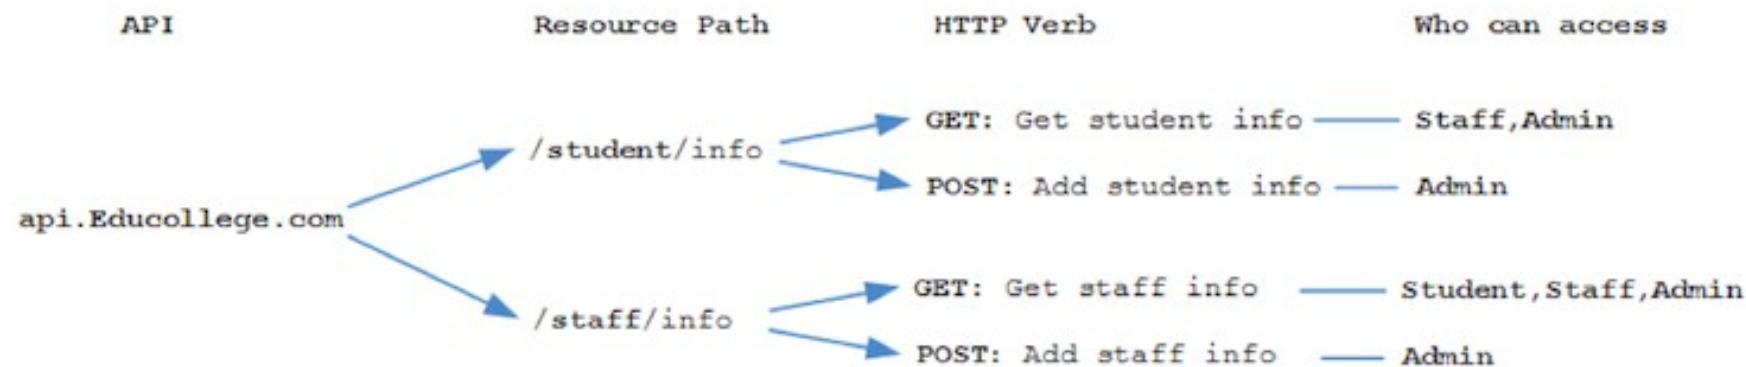 API Resource Path HTTP Verb Who can access
GET: Get student info Staff,Admin
/student/info
POST: Add student info Admin
api.Educollege.com
GET: Get staff info Student,Staff,Admin
/staff/info
POST: Add staff info Admin